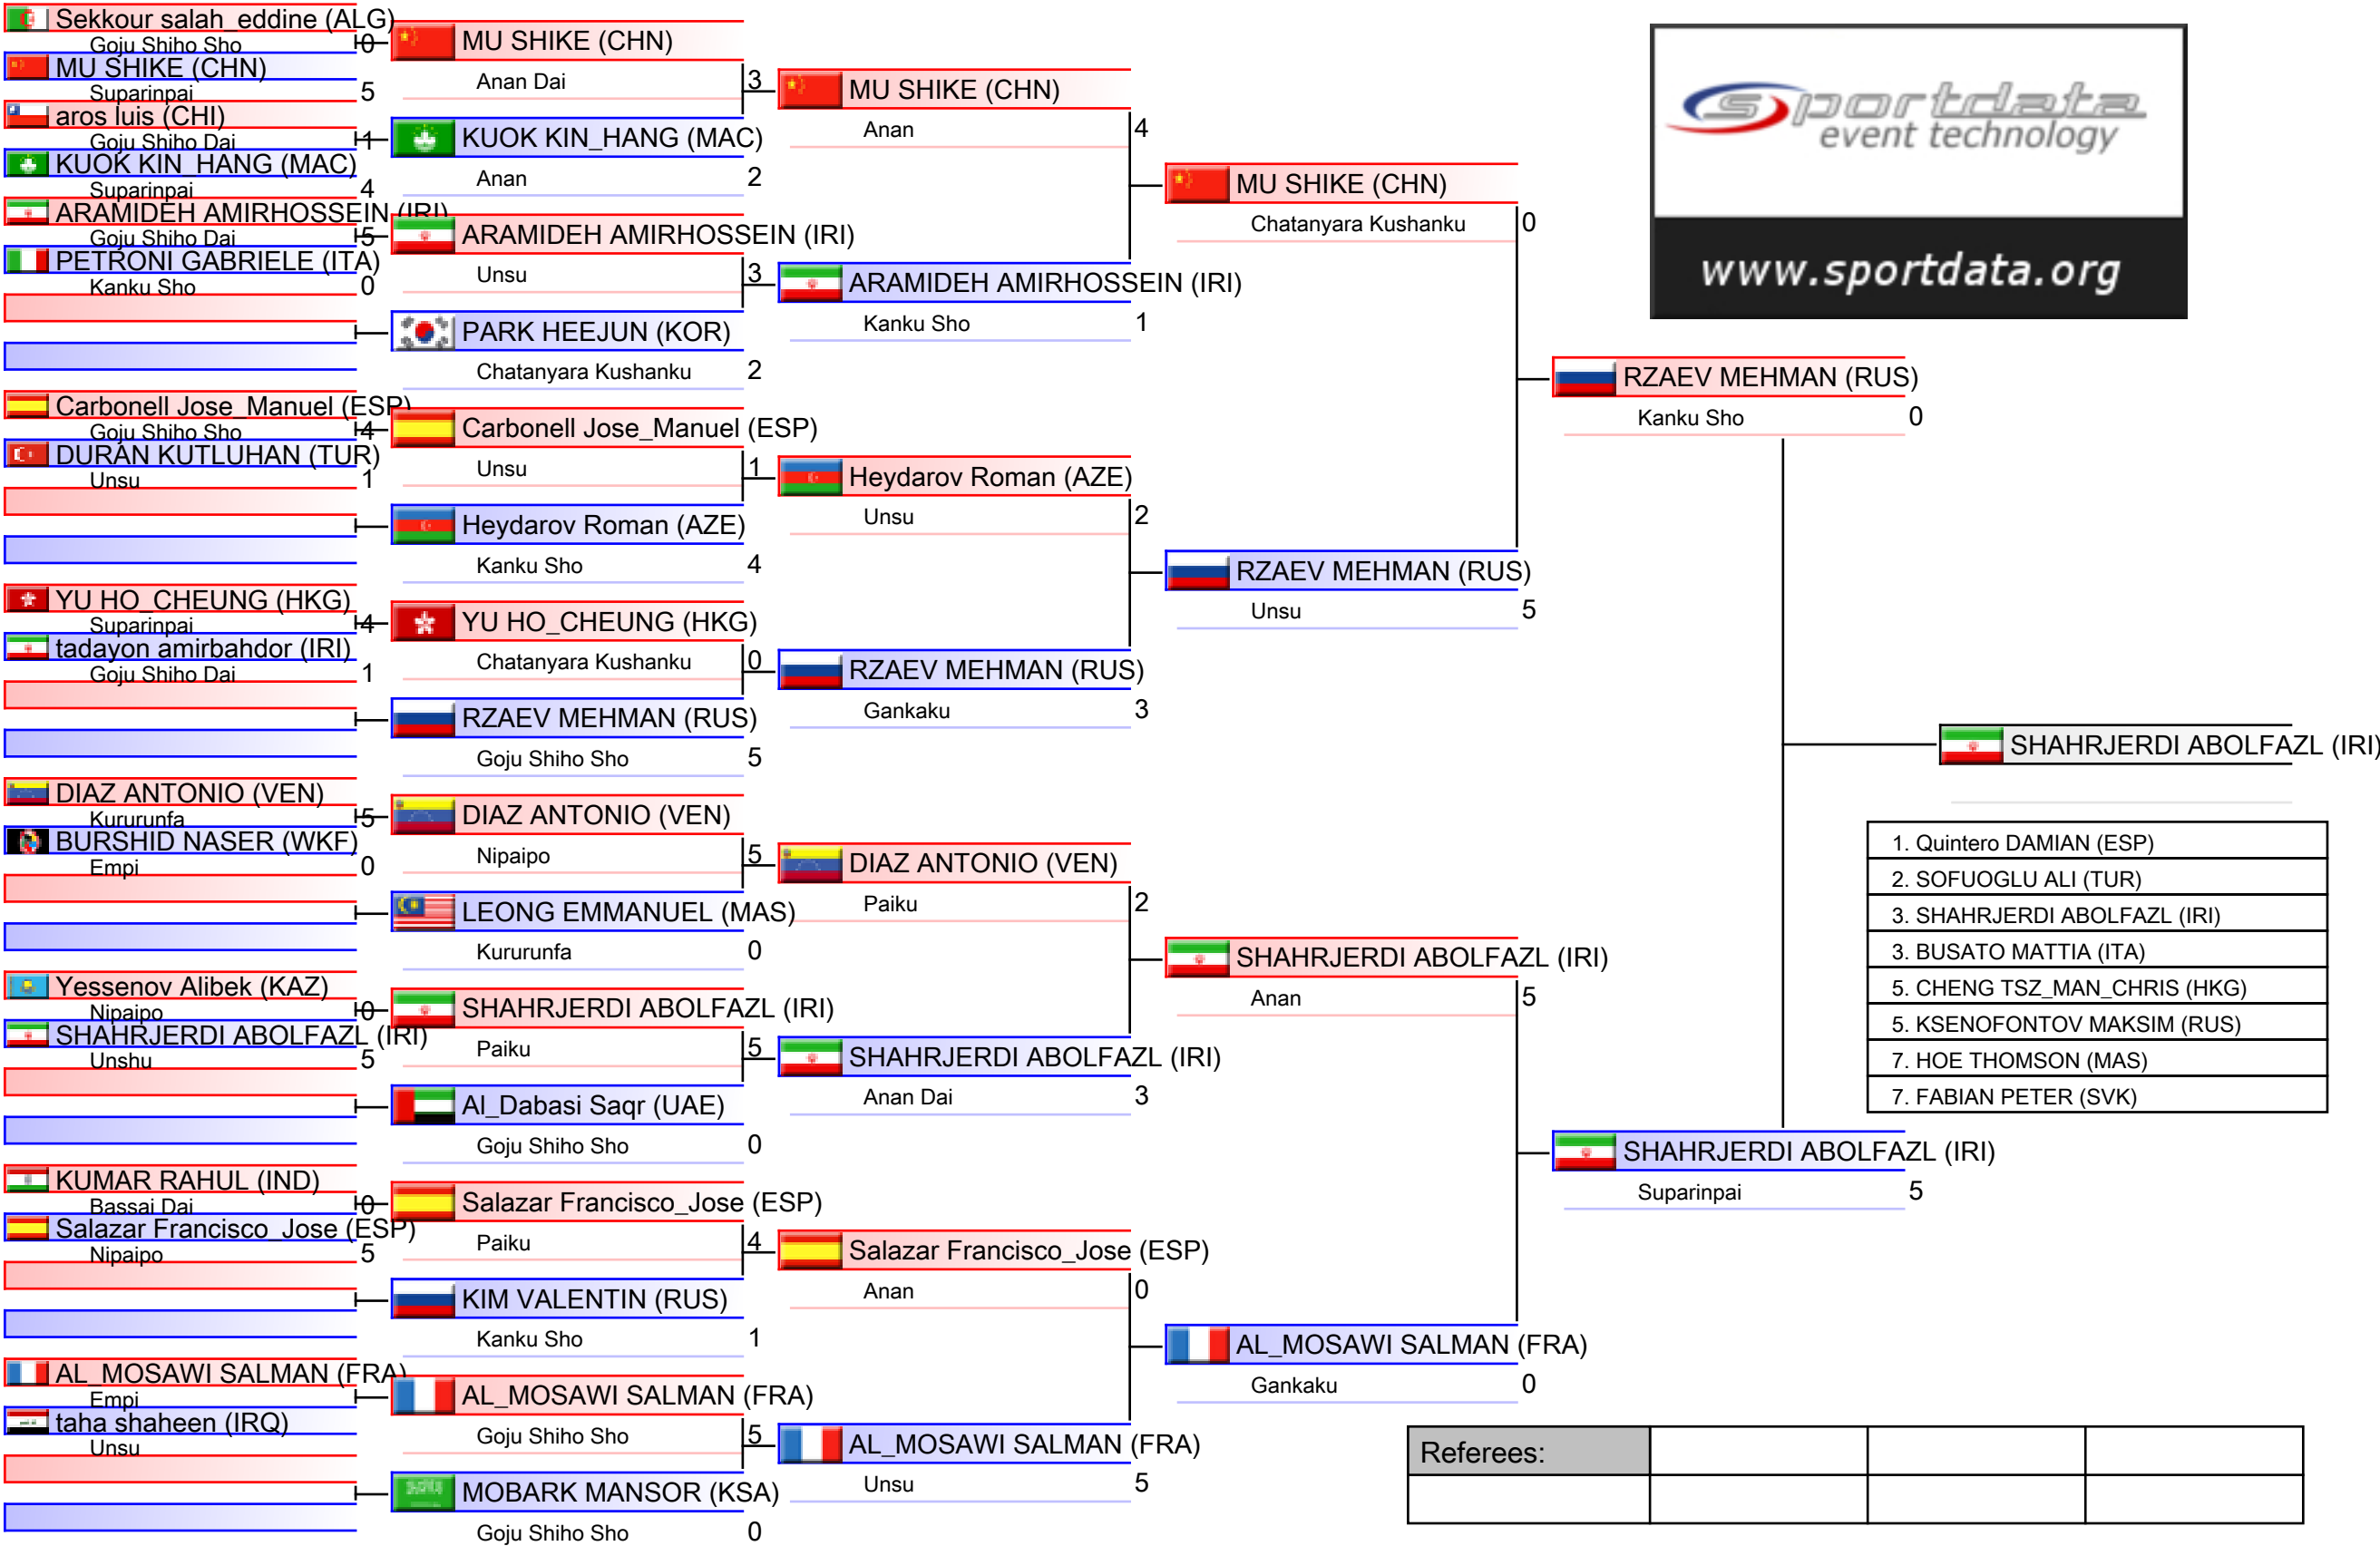 Sekkour salah_eddine (ALG)
Goju Shiho Sho 0
MU SHIKE (CHN)
Suparinpai 5
aros luis (CHI)
Goju Shiho Dai 1
KUOK KIN_HANG (MAC)
Suparinpai 4
ARAMIDEH AMIRHOSSEIN (IRI)
Goju Shiho Dai 5
PETRONI GABRIELE (ITA)
Kanku Sho 0
Carbonell Jose_Manuel (ESP)
Goju Shiho Sho 4
DURAN KUTLUHAN (TUR)
Unsu 1
YU HO_CHEUNG (HKG)
Suparinpai 4
tadayon amirbahdor (IRI)
Goju Shiho Dai 1
DIAZ ANTONIO (VEN)
Kururunfa 5
BURSHID NASER (WKF)
Empi 0
Yessenov Alibek (KAZ)
Nipaipo 0
SHAHRJERDI ABOLFAZL (IRI)
Unshu 5
KUMAR RAHUL (IND)
Bassai Dai 0
Salazar Francisco_Jose (ESP)
Nipaipo 5
AL_MOSAWI SALMAN (FRA)
Empi
taha shaheen (IRQ)
Unsu
MU SHIKE (CHN)
Anan Dai 3
KUOK KIN_HANG (MAC)
Anan 2
ARAMIDEH AMIRHOSSEIN (IRI)
Unsu 3
PARK HEEJUN (KOR)
Chatanyara Kushanku 2
Carbonell Jose_Manuel (ESP)
Unsu 1
Heydarov Roman (AZE)
Kanku Sho 4
YU HO_CHEUNG (HKG)
Chatanyara Kushanku 0
RZAEV MEHMAN (RUS)
Goju Shiho Sho 5
DIAZ ANTONIO (VEN)
Nipaipo 5
LEONG EMMANUEL (MAS)
Kururunfa 0
SHAHRJERDI ABOLFAZL (IRI)
Paiku 5
Al_Dabasi Saqr (UAE)
Goju Shiho Sho 0
Salazar Francisco_Jose (ESP)
Paiku 4
KIM VALENTIN (RUS)
Kanku Sho 1
AL_MOSAWI SALMAN (FRA)
Goju Shiho Sho 5
MOBARK MANSOR (KSA)
Goju Shiho Sho 0
MU SHIKE (CHN)
Anan 4
ARAMIDEH AMIRHOSSEIN (IRI)
Kanku Sho 1
Heydarov Roman (AZE)
Unsu 2
RZAEV MEHMAN (RUS)
Gankaku 3
DIAZ ANTONIO (VEN)
Paiku 2
SHAHRJERDI ABOLFAZL (IRI)
Anan Dai 3
Salazar Francisco_Jose (ESP)
Anan 0
AL_MOSAWI SALMAN (FRA)
Unsu 5
MU SHIKE (CHN)
Chatanyara Kushanku 0
RZAEV MEHMAN (RUS)
Unsu 5
SHAHRJERDI ABOLFAZL (IRI)
Anan 5
AL_MOSAWI SALMAN (FRA)
Gankaku 0
RZAEV MEHMAN (RUS)
Kanku Sho 0
SHAHRJERDI ABOLFAZL (IRI)
Suparinpai 5
SHAHRJERDI ABOLFAZL (IRI)
sportdata
event technology
www.sportdata.org
1. Quintero DAMIAN (ESP)
2. SOFUOGLU ALI (TUR)
3. SHAHRJERDI ABOLFAZL (IRI)
3. BUSATO MATTIA (ITA)
5. CHENG TSZ_MAN_CHRIS (HKG)
5. KSENOFONTOV MAKSIM (RUS)
7. HOE THOMSON (MAS)
7. FABIAN PETER (SVK)
Referees: